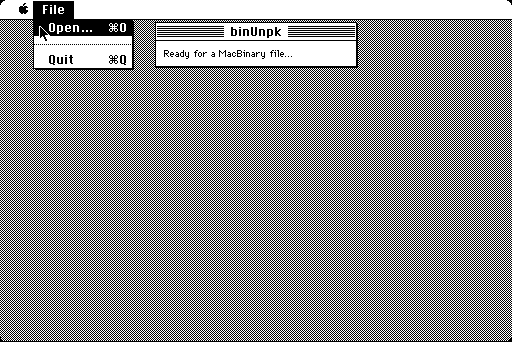 File
Open... ⌘O
Quit ⌘Q
binUnpk
Ready for a MacBinary file...